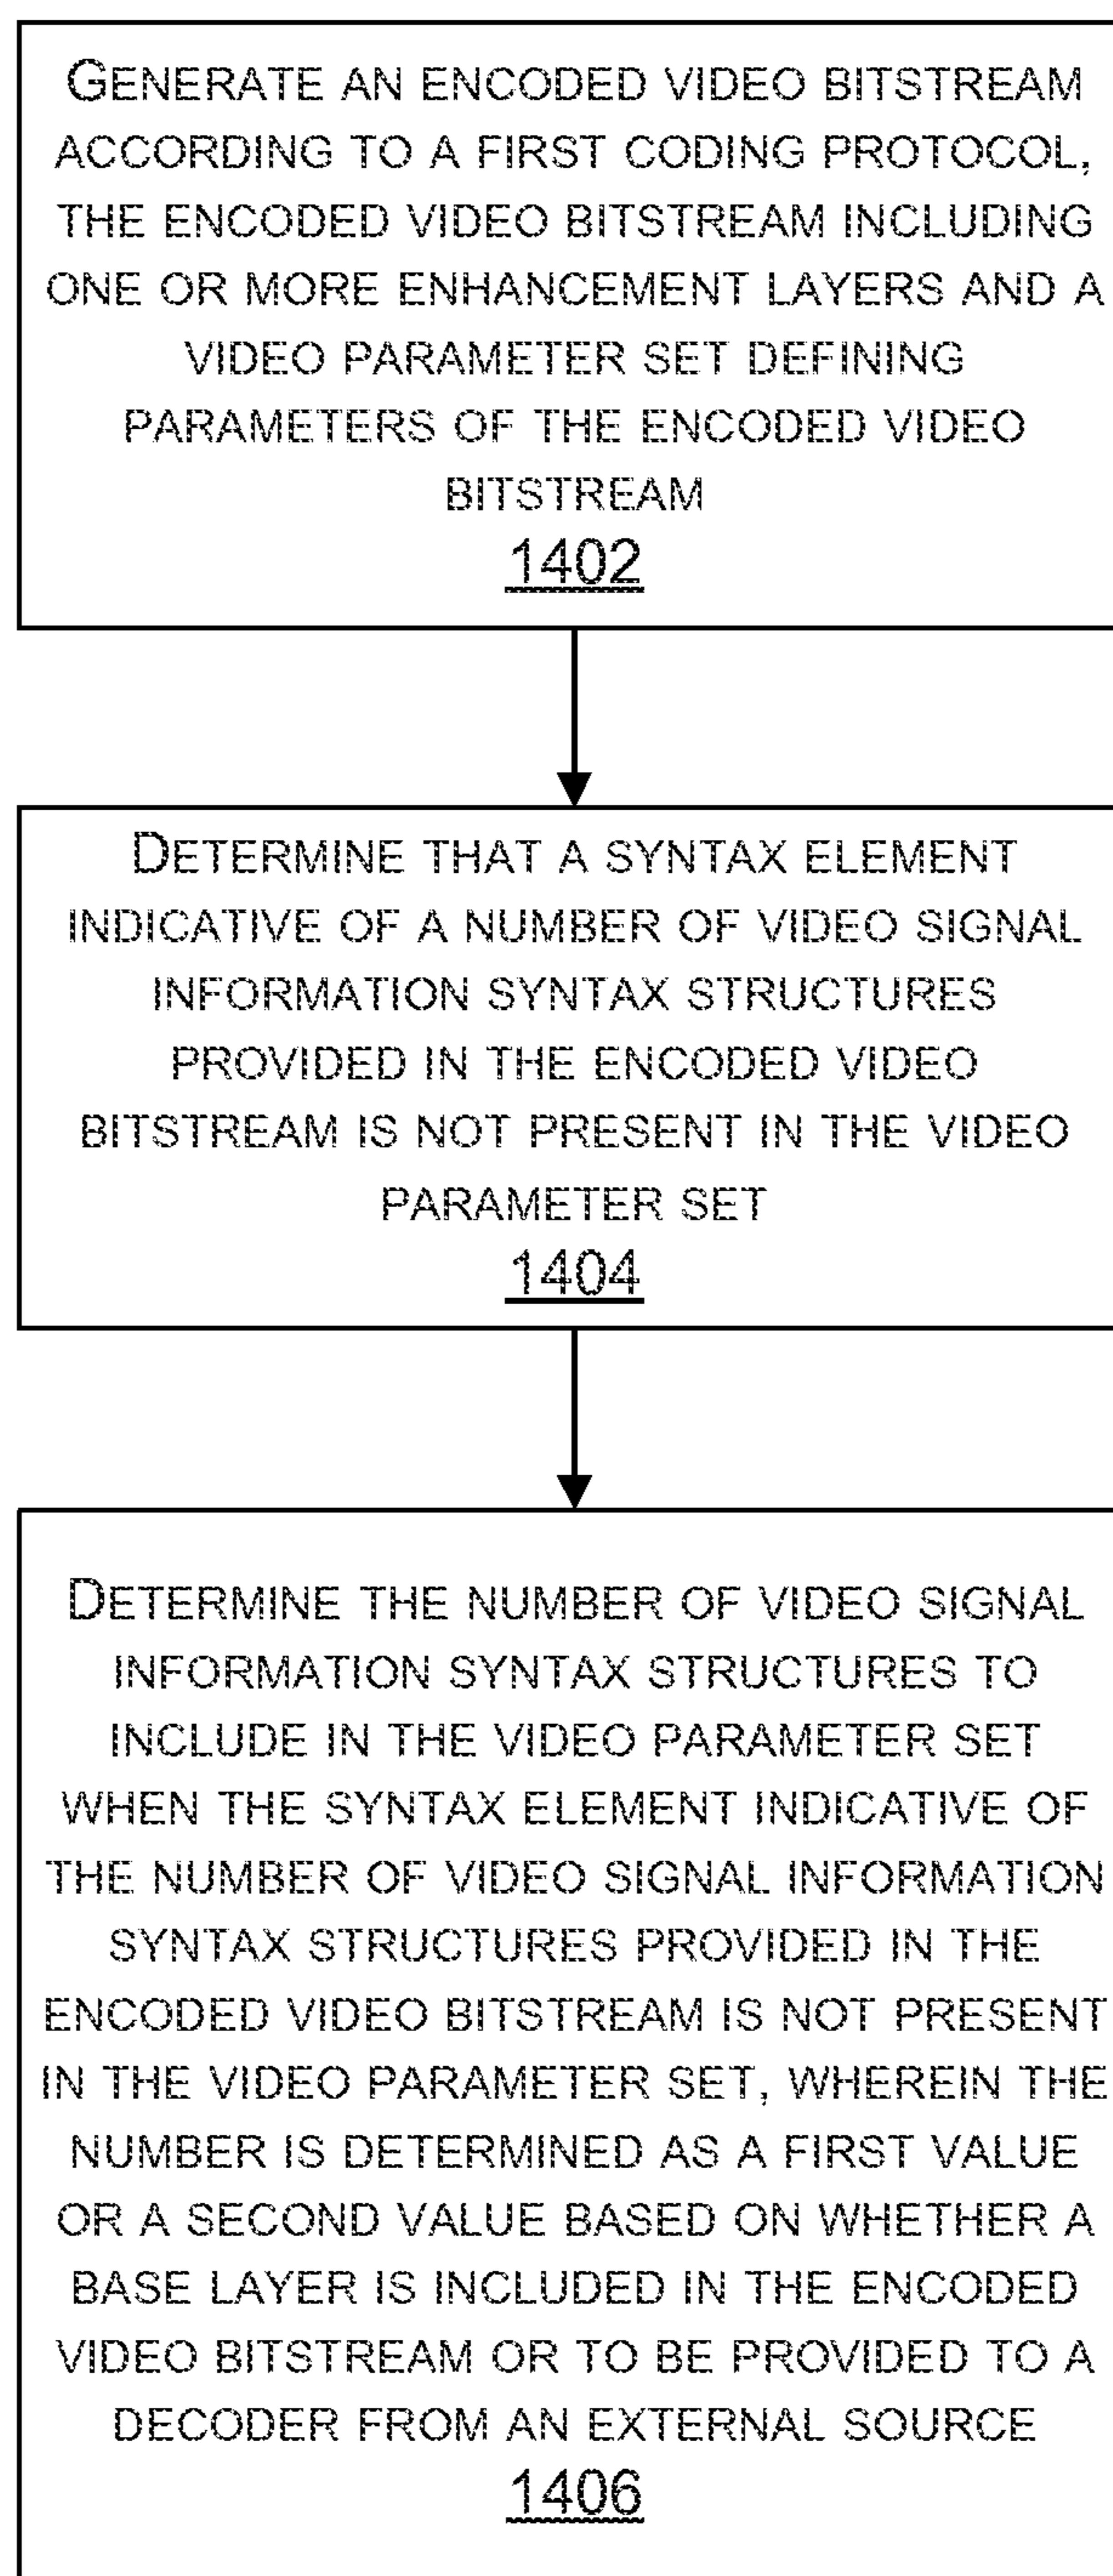 GENERATE AN ENCODED VIDEO BITSTREAM
ACCORDING TO A FIRST CODING PROTOCOL,
THE ENCODED VIDEO BITSTREAM INCLUDING
ONE OR MORE ENHANCEMENT LAYERS AND A
VIDEO PARAMETER SET DEFINING
PARAMETERS OF THE ENCODED VIDEO
BITSTREAM
1402
DETERMINE THAT A SYNTAX ELEMENT
INDICATIVE OF A NUMBER OF VIDEO SIGNAL
INFORMATION SYNTAX STRUCTURES
PROVIDED IN THE ENCODED VIDEO
BITSTREAM IS NOT PRESENT IN THE VIDEO
PARAMETER SET
1404
DETERMINE THE NUMBER OF VIDEO SIGNAL
INFORMATION SYNTAX STRUCTURES TO
INCLUDE IN THE VIDEO PARAMETER SET
WHEN THE SYNTAX ELEMENT INDICATIVE OF
THE NUMBER OF VIDEO SIGNAL INFORMATION
SYNTAX STRUCTURES PROVIDED IN THE
ENCODED VIDEO BITSTREAM IS NOT PRESENT
IN THE VIDEO PARAMETER SET, WHEREIN THE
NUMBER IS DETERMINED AS A FIRST VALUE
OR A SECOND VALUE BASED ON WHETHER A
BASE LAYER IS INCLUDED IN THE ENCODED
VIDEO BITSTREAM OR TO BE PROVIDED TO A
DECODER FROM AN EXTERNAL SOURCE
1406